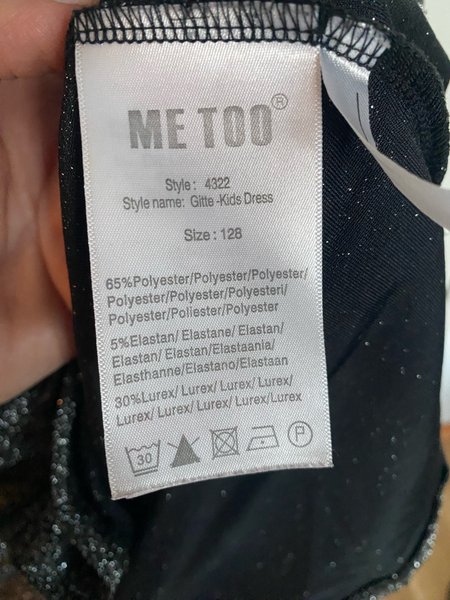 ME TOO®
Style: 4322
Style name: Gitte -Kids Dress
Size: 128
65%Polyester/Polyester/Polyester/
Polyester/Polyester/Polyesteri/
Polyester/Poliester/Polyester
5%Elastan/ Elastane/ Elastan/
Elastan/ Elastan/Elastaania/
Elasthanne/Elastano/Elastaan
30%Lurex/ Lurex/ Lurex/ Lurex/
Lurex/ Lurex/ Lurex/ Lurex/Lurex
30 P